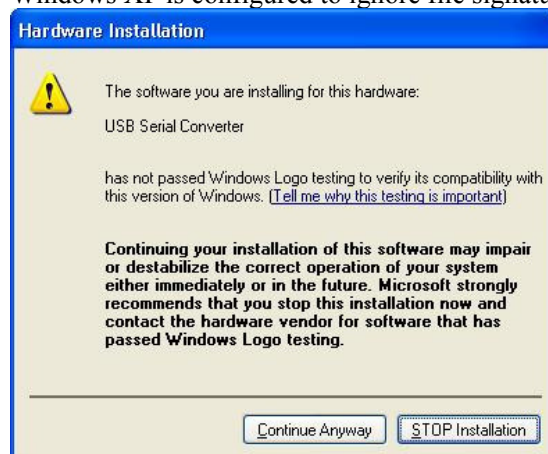 Windows XP is configured to ignore file signatu
Hardware Installation
The software you are installing for this hardware:
USB Serial Converter
has not passed Windows Logo testing to verify its compatibility with
this version of Windows. (Tell me why this testing is important)
Continuing your installation of this software may impair
or destabilize the correct operation of your system
either immediately or in the future. Microsoft strongly
recommends that you stop this installation now and
contact the hardware vendor for software that has
passed Windows Logo testing.
Continue Anyway
STOP Installation